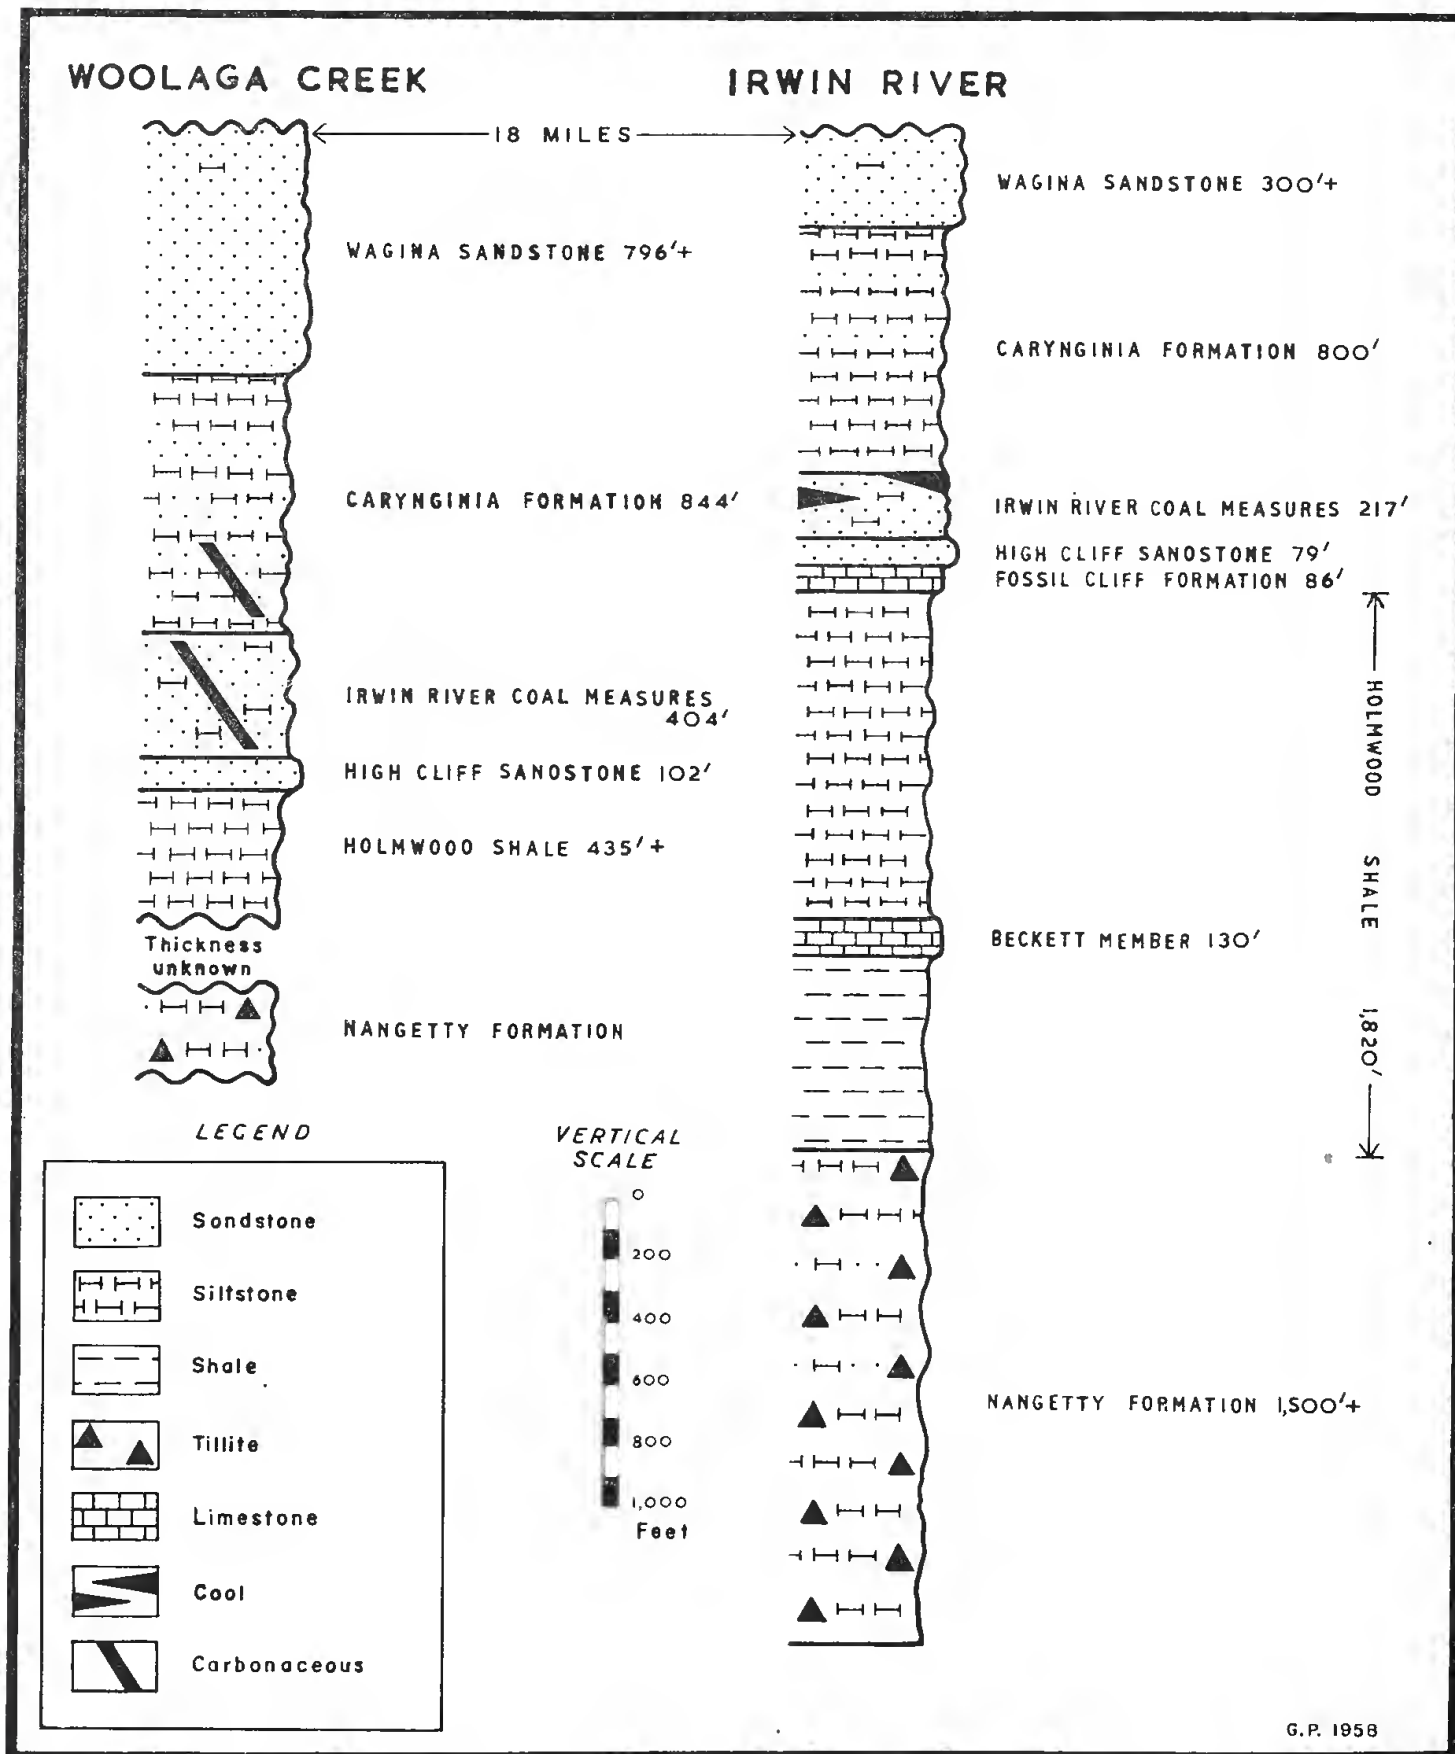 WOOLAGA CREEK
IRWIN RIVER
18 MILES
WAGINA SANDSTONE 796′+
CARYNGINIA FORMATION 844′
IRWIN RIVER COAL MEASURES
404′
HIGH CLIFF SANOSTONE 102′
HOLMWOOD SHALE 435′+
Thickness
unknown
NANGETTY FORMATION
WAGINA SANDSTONE 300′+
CARYNGINIA FORMATION 800′
IRWIN RIVER COAL MEASURES 217′
HIGH CLIFF SANOSTONE 79′
FOSSIL CLIFF FORMATION 86′
HOLMWOOD SHALE 1,820′
BECKETT MEMBER 130′
NANGETTY FORMATION 1,500′+
LEGEND
Sandstone
Siltstone
Shale
Tillite
Limestone
Coal
Carbonaceous
VERTICAL
SCALE
0
200
400
600
800
1,000
Feet
G.P. 1958